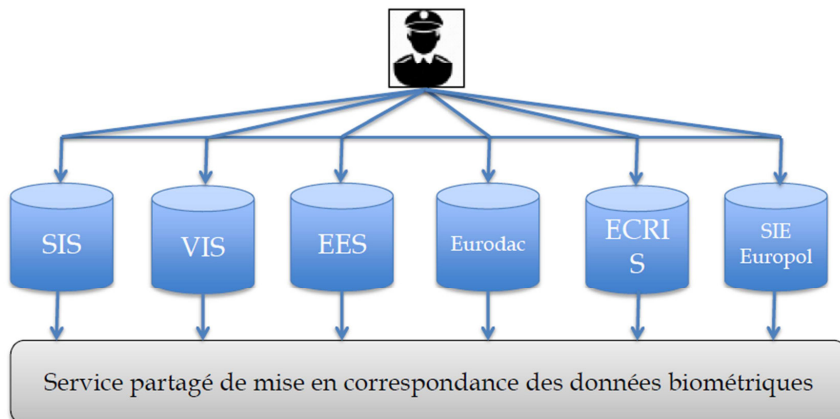 SIS
VIS
EES
Eurodac
ECRI
S
SIE
Europol
Service partagé de mise en correspondance des données biométriques